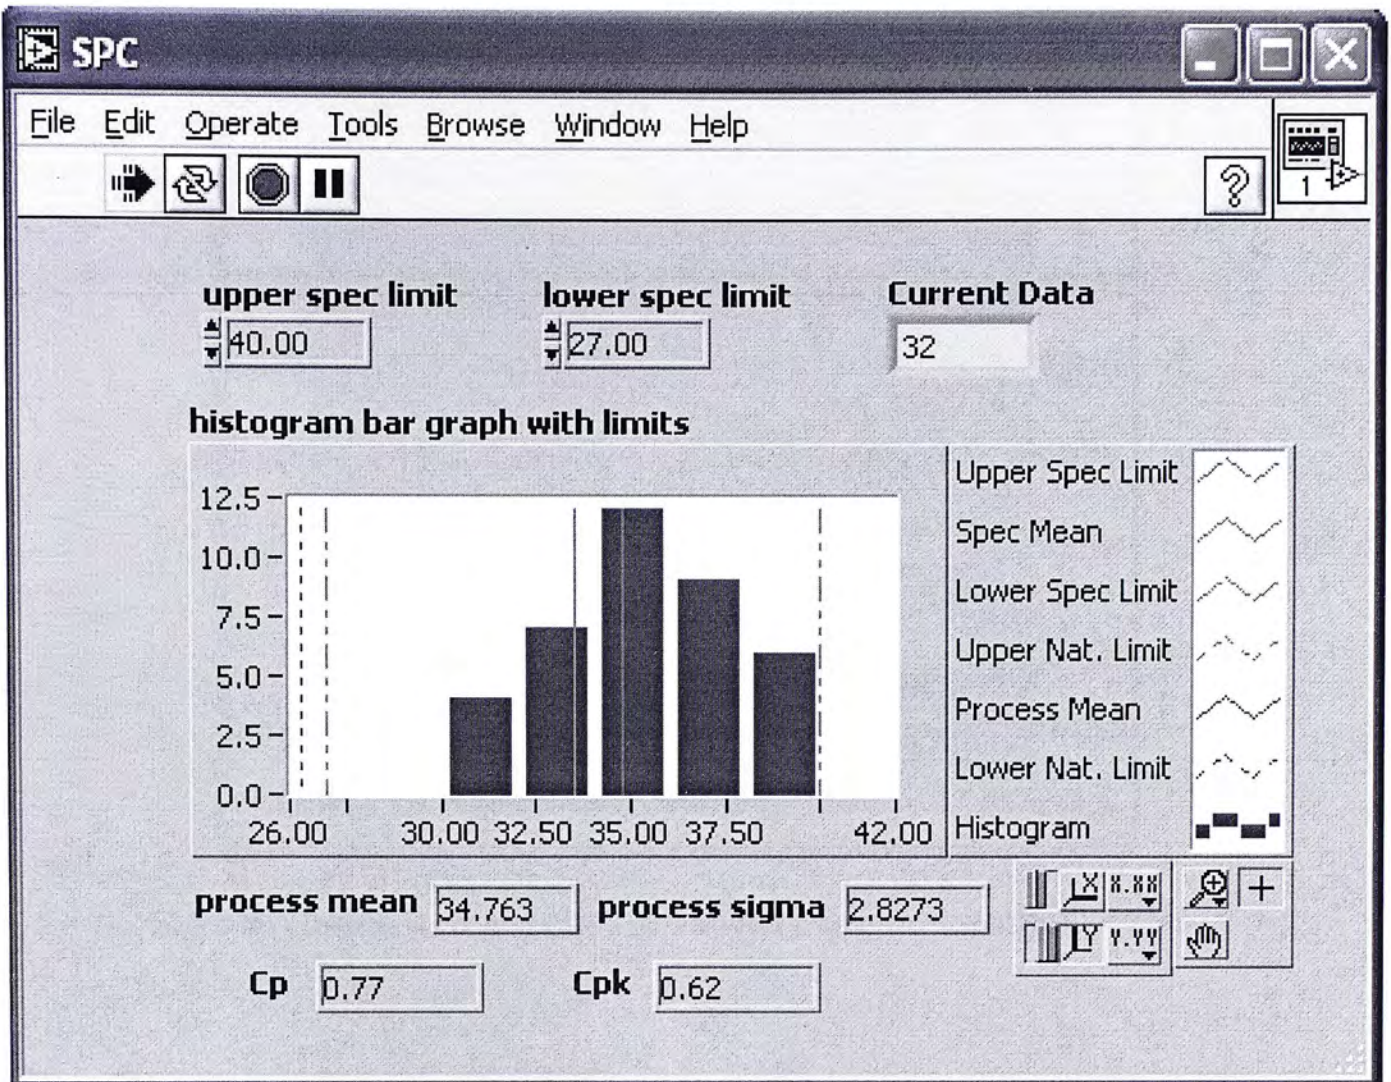 SPC
File Edit Operate Tools Browse Window Help
1
upper spec limit
40.00
lower spec limit
27.00
Current Data
32
histogram bar graph with limits
12.5
10.0
7.5
5.0
2.5
0.0
26.00 30.00 32.50 35.00 37.50 42.00
Upper Spec Limit
Spec Mean
Lower Spec Limit
Upper Nat. Limit
Process Mean
Lower Nat. Limit
Histogram
process mean 34.763
process sigma 2.8273
X X.XX
Y Y.YY
Cp 0.77
Cpk 0.62